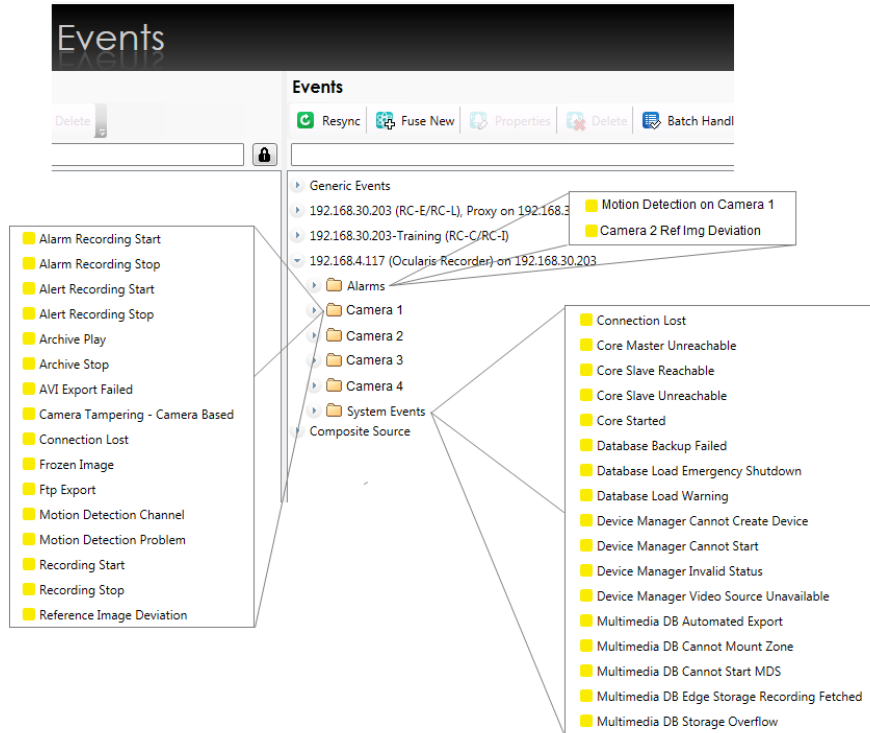 Events
Events
Delete
Resync
Fuse New
Properties
Delete
Batch Handl
Generic Events
192.168.30.203 (RC-E/RC-L), Proxy on 192.168.3
192.168.30.203-Training (RC-C/RC-I)
192.168.4.117 (Ocularis Recorder) on 192.168.30.203
Alarms
Camera 1
Camera 2
Camera 3
Camera 4
System Events
Composite Source
Motion Detection on Camera 1
Camera 2 Ref Img Deviation
Alarm Recording Start
Alarm Recording Stop
Alert Recording Start
Alert Recording Stop
Archive Play
Archive Stop
AVI Export Failed
Camera Tampering - Camera Based
Connection Lost
Frozen Image
Ftp Export
Motion Detection Channel
Motion Detection Problem
Recording Start
Recording Stop
Reference Image Deviation
Connection Lost
Core Master Unreachable
Core Slave Reachable
Core Slave Unreachable
Core Started
Database Backup Failed
Database Load Emergency Shutdown
Database Load Warning
Device Manager Cannot Create Device
Device Manager Cannot Start
Device Manager Invalid Status
Device Manager Video Source Unavailable
Multimedia DB Automated Export
Multimedia DB Cannot Mount Zone
Multimedia DB Cannot Start MDS
Multimedia DB Edge Storage Recording Fetched
Multimedia DB Storage Overflow